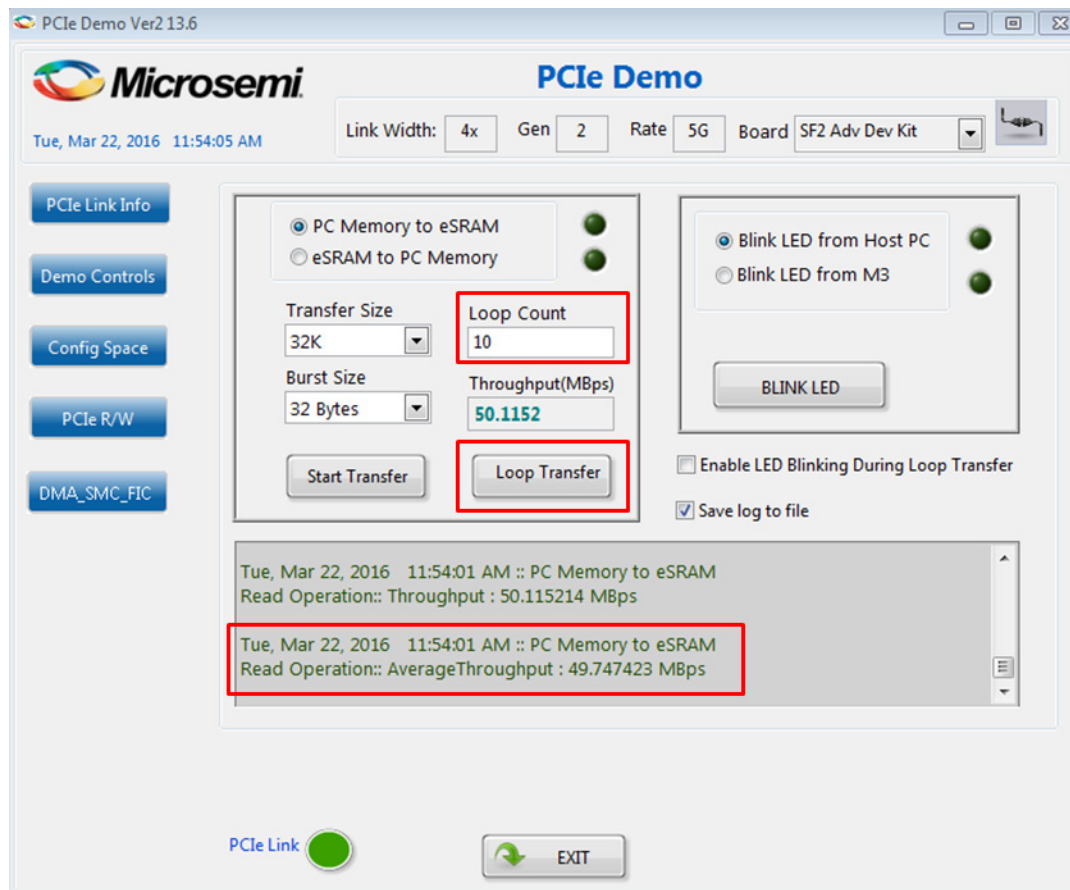 PCIe Demo Ver2 13.6
Microsemi.
PCIe Demo
Tue, Mar 22, 2016 11:54:05 AM
Link Width: 4x Gen 2 Rate 5G Board SF2 Adv Dev Kit
PCIe Link Info
Demo Controls
Config Space
PCIe R/W
DMA_SMC_FIC
PC Memory to eSRAM
eSRAM to PC Memory
Transfer Size
32K
Loop Count
10
Burst Size
32 Bytes
Throughput(MBps)
50.1152
Start Transfer
Loop Transfer
Blink LED from Host PC
Blink LED from M3
BLINK LED
Enable LED Blinking During Loop Transfer
Save log to file
Tue, Mar 22, 2016 11:54:01 AM :: PC Memory to eSRAM
Read Operation:: Throughput : 50.115214 MBps
Tue, Mar 22, 2016 11:54:01 AM :: PC Memory to eSRAM
Read Operation:: AverageThroughput : 49.747423 MBps
PCIe Link
EXIT